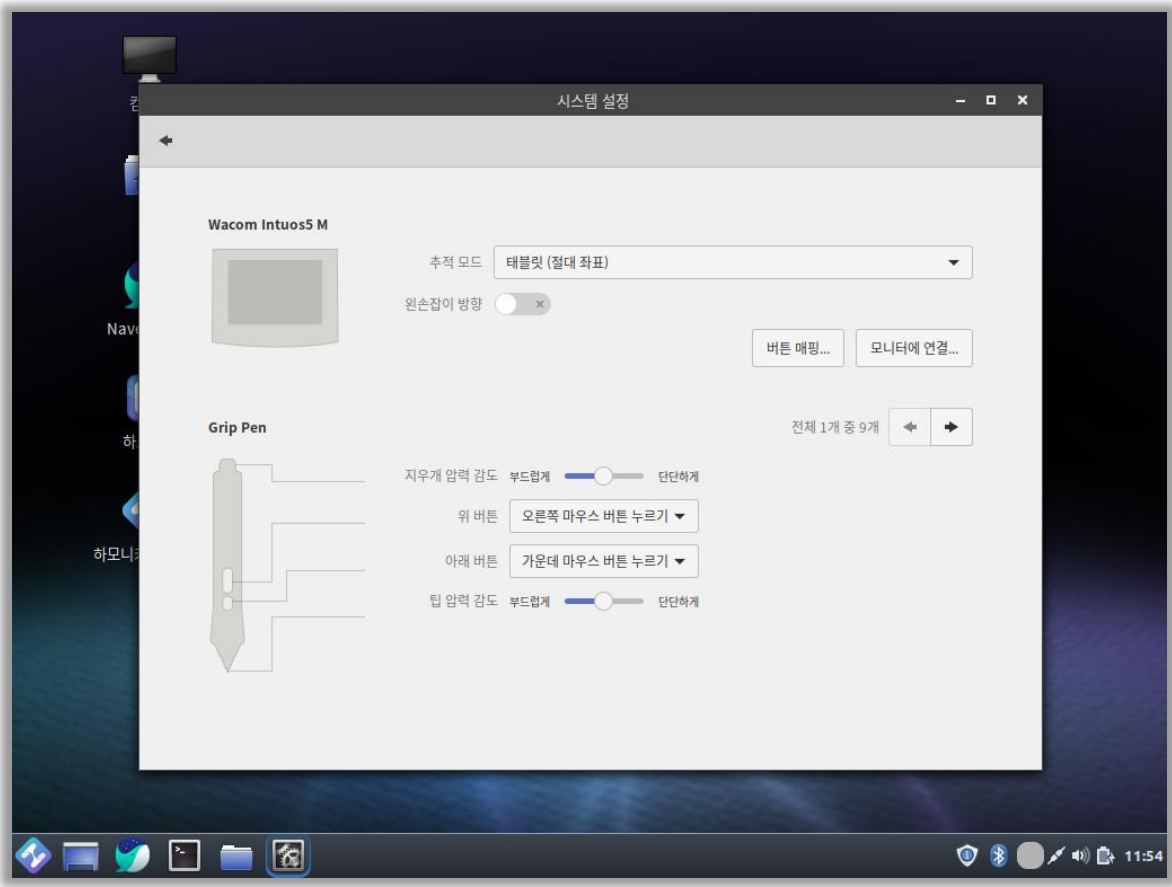 시스템 설정
Wacom Intuos5 M
추적 모드 태블릿 (절대 좌표)
왼손잡이 방향
버튼 매핑... 모니터에 연결...
Grip Pen
전체 1개 중 9개
지우개 압력 감도 부드럽게 단단하게
위 버튼 오른쪽 마우스 버튼 누르기
아래 버튼 가운데 마우스 버튼 누르기
팁 압력 감도 부드럽게 단단하게
Nave
하
하모니
11:54